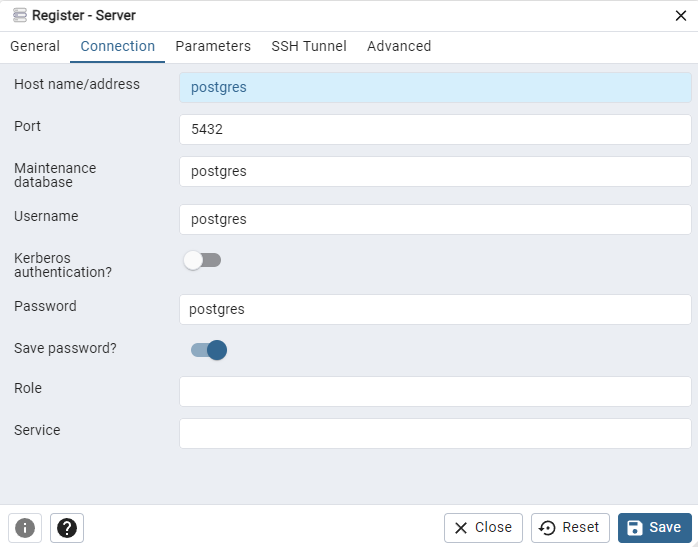 Register - Server
General Connection Parameters SSH Tunnel Advanced
Host name/address postgres
Port 5432
Maintenance database postgres
Username postgres
Kerberos authentication?
Password postgres
Save password?
Role
Service
i ? Close Reset Save